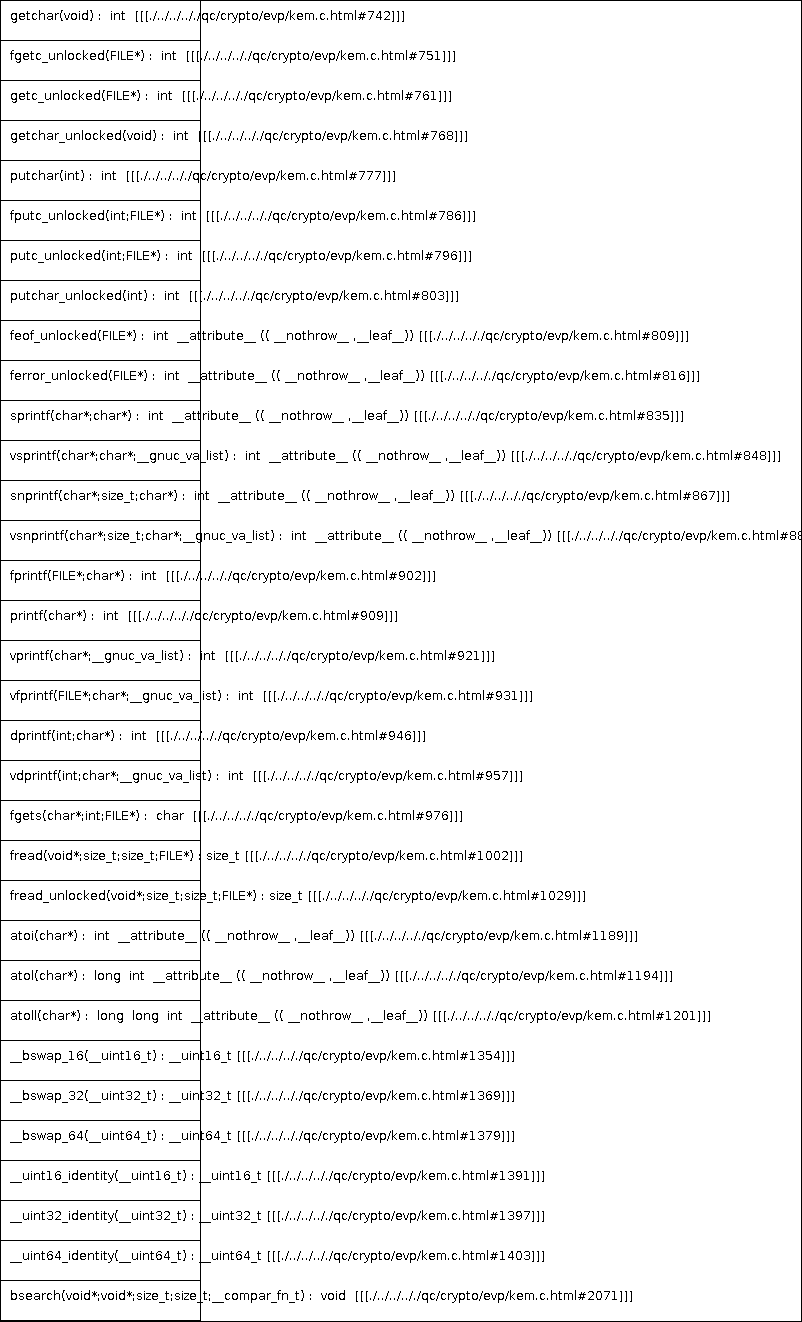 getchar(void) : int [[[./../../../qc/crypto/evp/kem.c.html#742]]]
fgetc_unlocked(FILE*) : int [[[./../../../qc/crypto/evp/kem.c.html#751]]]
getc_unlocked(FILE*) : int [[[./../../../qc/crypto/evp/kem.c.html#761]]]
getchar_unlocked(void) : int [[[./../../../qc/crypto/evp/kem.c.html#768]]]
putchar(int) : int [[[./../../../qc/crypto/evp/kem.c.html#777]]]
fputc_unlocked(int;FILE*) : int [[[./../../../qc/crypto/evp/kem.c.html#786]]]
putc_unlocked(int;FILE*) : int [[[./../../../qc/crypto/evp/kem.c.html#796]]]
putchar_unlocked(int) : int [[[./../../../qc/crypto/evp/kem.c.html#803]]]
feof_unlocked(FILE*) : int __attribute__ (( __nothrow__ ,__leaf__)) [[[./../../../qc/crypto/evp/kem.c.html#809]]]
ferror_unlocked(FILE*) : int __attribute__ (( __nothrow__ ,__leaf__)) [[[./../../../qc/crypto/evp/kem.c.html#816]]]
sprintf(char*;char*) : int __attribute__ (( __nothrow__ ,__leaf__)) [[[./../../../qc/crypto/evp/kem.c.html#835]]]
vsprintf(char*;char*;__gnuc_va_list) : int __attribute__ (( __nothrow__ ,__leaf__)) [[[./../../../qc/crypto/evp/kem.c.html#848]]]
snprintf(char*;size_t;char*) : int __attribute__ (( __nothrow__ ,__leaf__)) [[[./../../../qc/crypto/evp/kem.c.html#867]]]
vsnprintf(char*;size_t;char*;__gnuc_va_list) : int __attribute__ (( __nothrow__ ,__leaf__)) [[[./../../../qc/crypto/evp/kem.c.html#88
fprintf(FILE*;char*) : int [[[./../../../qc/crypto/evp/kem.c.html#902]]]
printf(char*) : int [[[./../../../qc/crypto/evp/kem.c.html#909]]]
vprintf(char*;__gnuc_va_list) : int [[[./../../../qc/crypto/evp/kem.c.html#921]]]
vfprintf(FILE*;char*;__gnuc_va_list) : int [[[./../../../qc/crypto/evp/kem.c.html#931]]]
dprintf(int;char*) : int [[[./../../../qc/crypto/evp/kem.c.html#946]]]
vdprintf(int;char*;__gnuc_va_list) : int [[[./../../../qc/crypto/evp/kem.c.html#957]]]
fgets(char*;int;FILE*) : char [[[./../../../qc/crypto/evp/kem.c.html#976]]]
fread(void*;size_t;size_t;FILE*) : size_t [[[./../../../qc/crypto/evp/kem.c.html#1002]]]
fread_unlocked(void*;size_t;size_t;FILE*) : size_t [[[./../../../qc/crypto/evp/kem.c.html#1029]]]
atoi(char*) : int __attribute__ (( __nothrow__ ,__leaf__)) [[[./../../../qc/crypto/evp/kem.c.html#1189]]]
atol(char*) : long int __attribute__ (( __nothrow__ ,__leaf__)) [[[./../../../qc/crypto/evp/kem.c.html#1194]]]
atoll(char*) : long long int __attribute__ (( __nothrow__ ,__leaf__)) [[[./../../../qc/crypto/evp/kem.c.html#1201]]]
__bswap_16(__uint16_t) : __uint16_t [[[./../../../qc/crypto/evp/kem.c.html#1354]]]
__bswap_32(__uint32_t) : __uint32_t [[[./../../../qc/crypto/evp/kem.c.html#1369]]]
__bswap_64(__uint64_t) : __uint64_t [[[./../../../qc/crypto/evp/kem.c.html#1379]]]
__uint16_identity(__uint16_t) : __uint16_t [[[./../../../qc/crypto/evp/kem.c.html#1391]]]
__uint32_identity(__uint32_t) : __uint32_t [[[./../../../qc/crypto/evp/kem.c.html#1397]]]
__uint64_identity(__uint64_t) : __uint64_t [[[./../../../qc/crypto/evp/kem.c.html#1403]]]
bsearch(void*;void*;size_t;size_t;__compar_fn_t) : void [[[./../../../qc/crypto/evp/kem.c.html#2071]]]